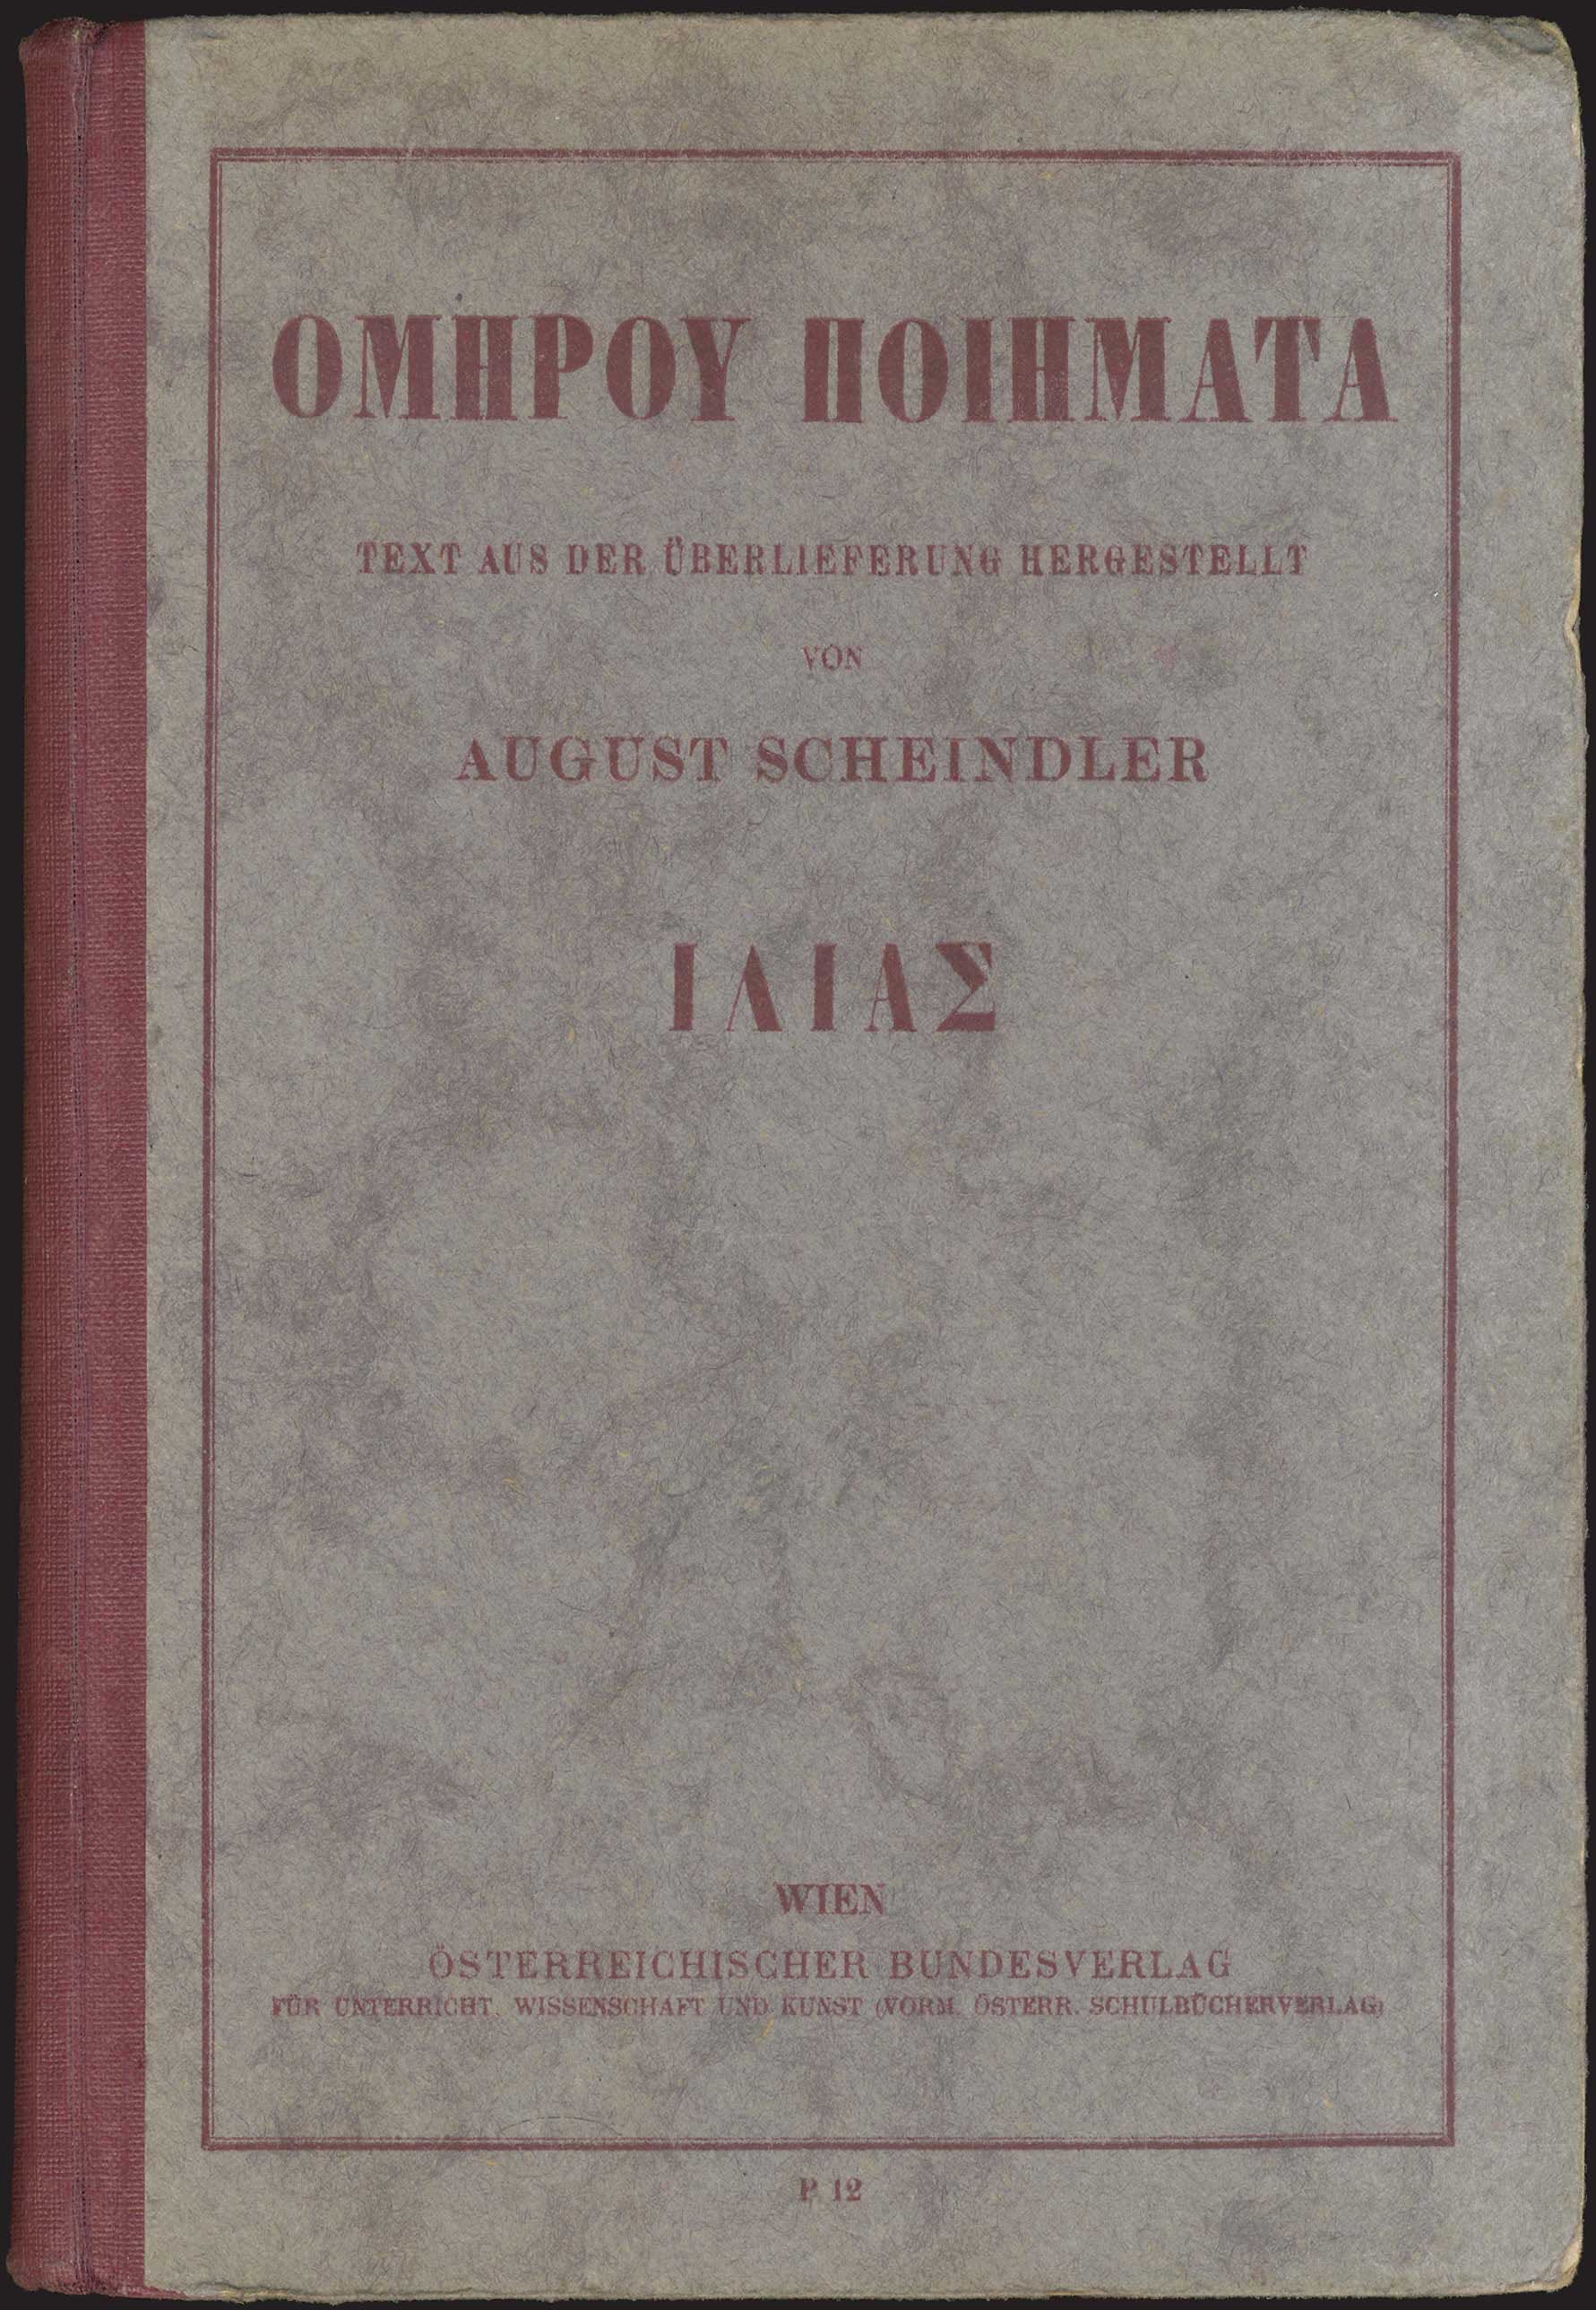 ΟΜΗΡΟΥ ΠΟΙΗΜΑΤΑ
TEXT AUS DER ÜBERLIEFERUNG HERGESTELLT
VON
AUGUST SCHEINDLER
ΙΛΙΑΣ
WIEN
ÖSTERREICHISCHER BUNDESVERLAG
FÜR UNTERRICHT, WISSENSCHAFT UND KUNST (VORM. ÖSTERR. SCHULBÜCHERVERLAG)
P 12